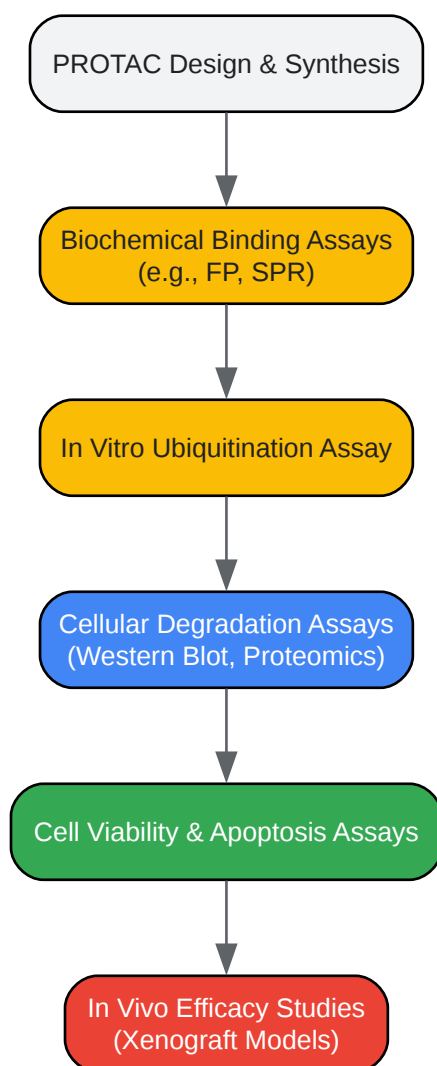 PROTAC Design & Synthesis
Biochemical Binding Assays
(e.g., FP, SPR)
In Vitro Ubiquitination Assay
Cellular Degradation Assays
(Western Blot, Proteomics)
Cell Viability & Apoptosis Assays
In Vivo Efficacy Studies
(Xenograft Models)